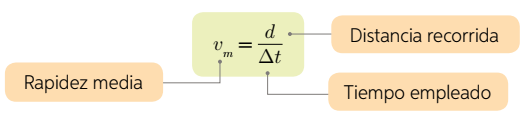 v_m = d/Δt
Distancia recorrida
Rapidez media
Tiempo empleado